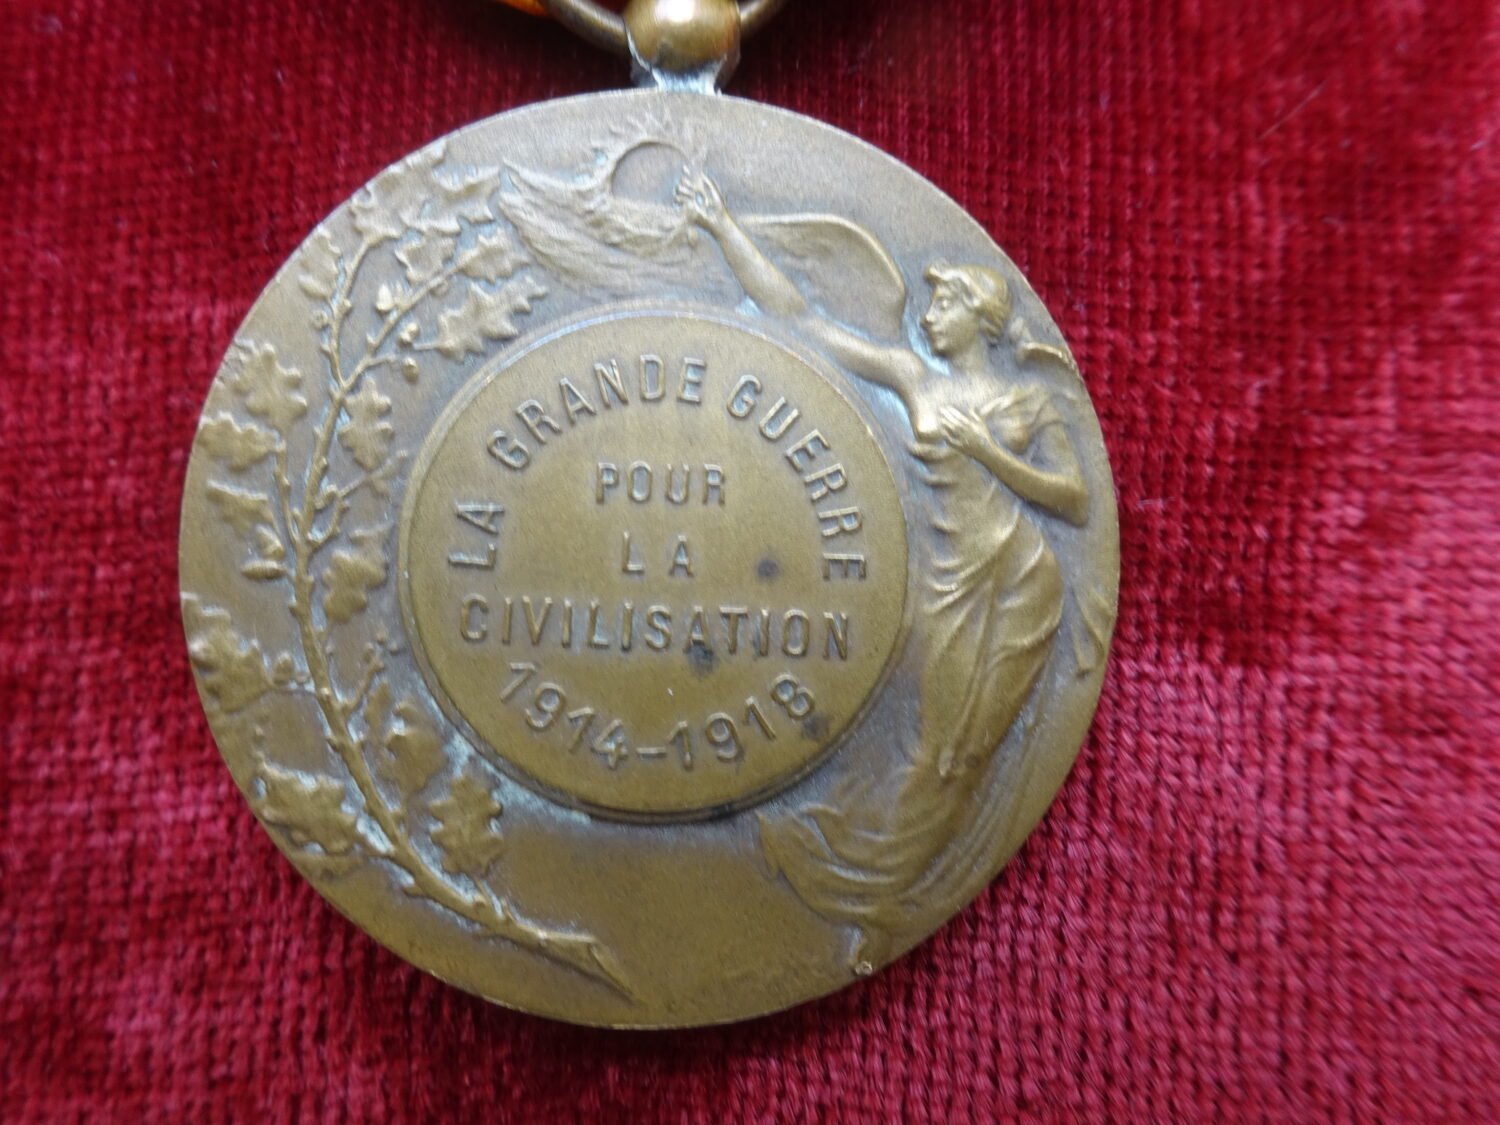 LA GRANDE GUERRE
POUR
LA
CIVILISATION
1914-1918